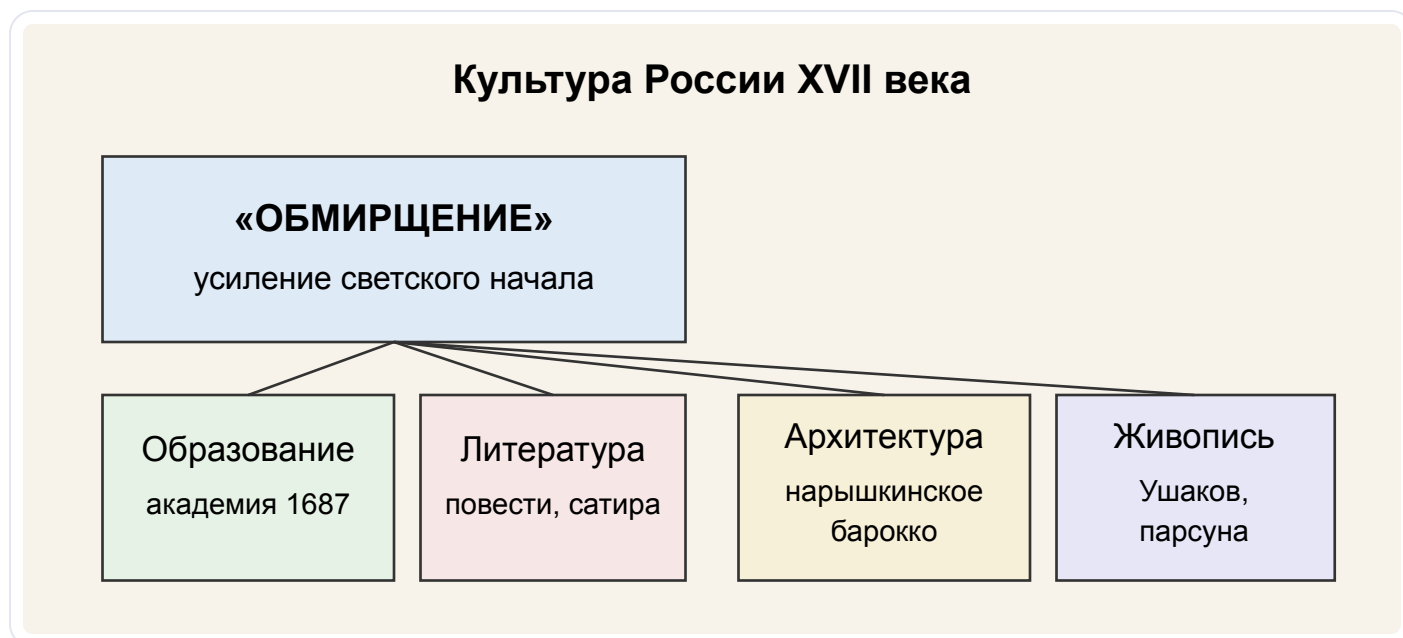 Культура России XVII века
«ОБМИРЩЕНИЕ»
усиление светского начала
Образование
академия 1687
Литература
повести, сатира
Архитектура
нарышкинское
барокко
Живопись
Ушаков,
парсуна